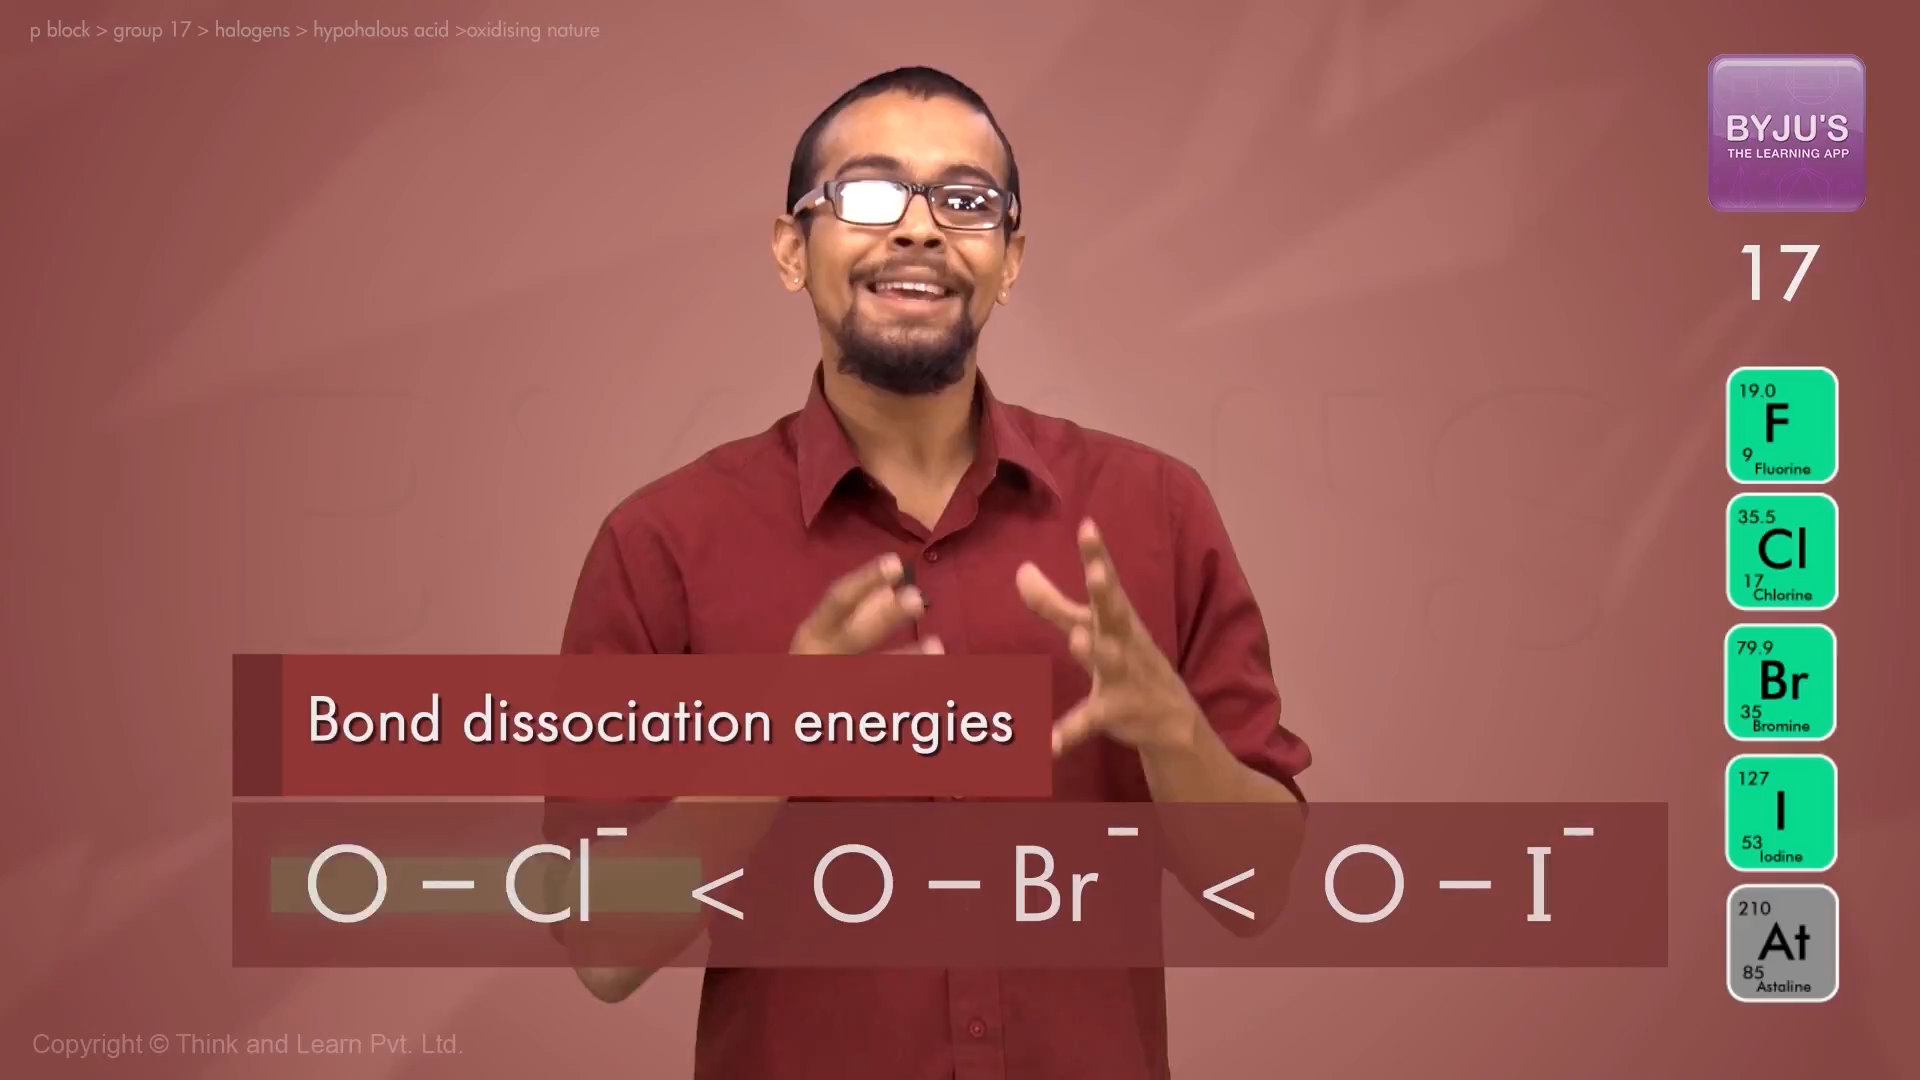 p block > group 17 > halogens > hypohalous acid >oxidising nature
BYJU'S
THE LEARNING APP
17
19.0
F
9
Fluorine
35.5
Cl
17
Chlorine
79.9
Br
35
Bromine
127
I
53
Iodine
210
At
85
Astaline
Bond dissociation energies
O – Cl⁻ < O – Br⁻ < O – I⁻
Copyright © Think and Learn Pvt. Ltd.